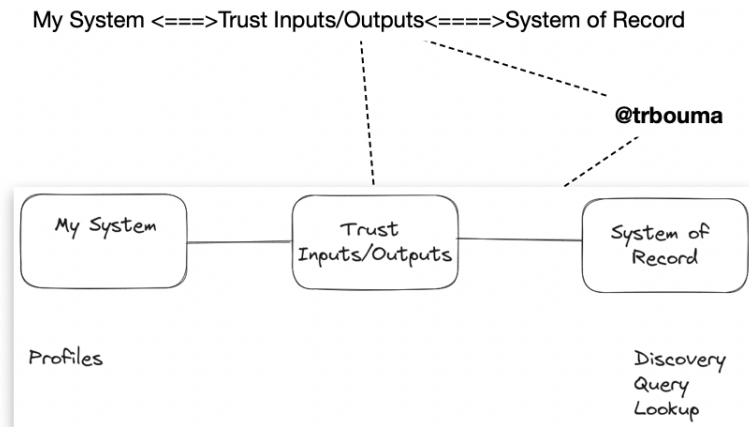 My System <===>Trust Inputs/Outputs<====>System of Record
@trbouma
My System
Trust
Inputs/Outputs
System of
Record
Profiles
Discovery
Query
Lookup